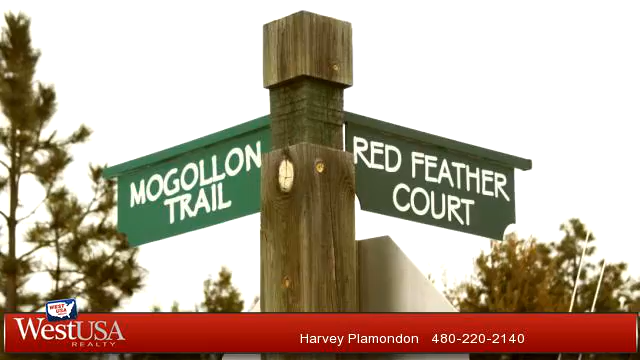 MOGOLLON
TRAIL
RED FEATHER
COURT
WEST
USA
WestUSA
REALTY
Harvey Plamondon 480-220-2140